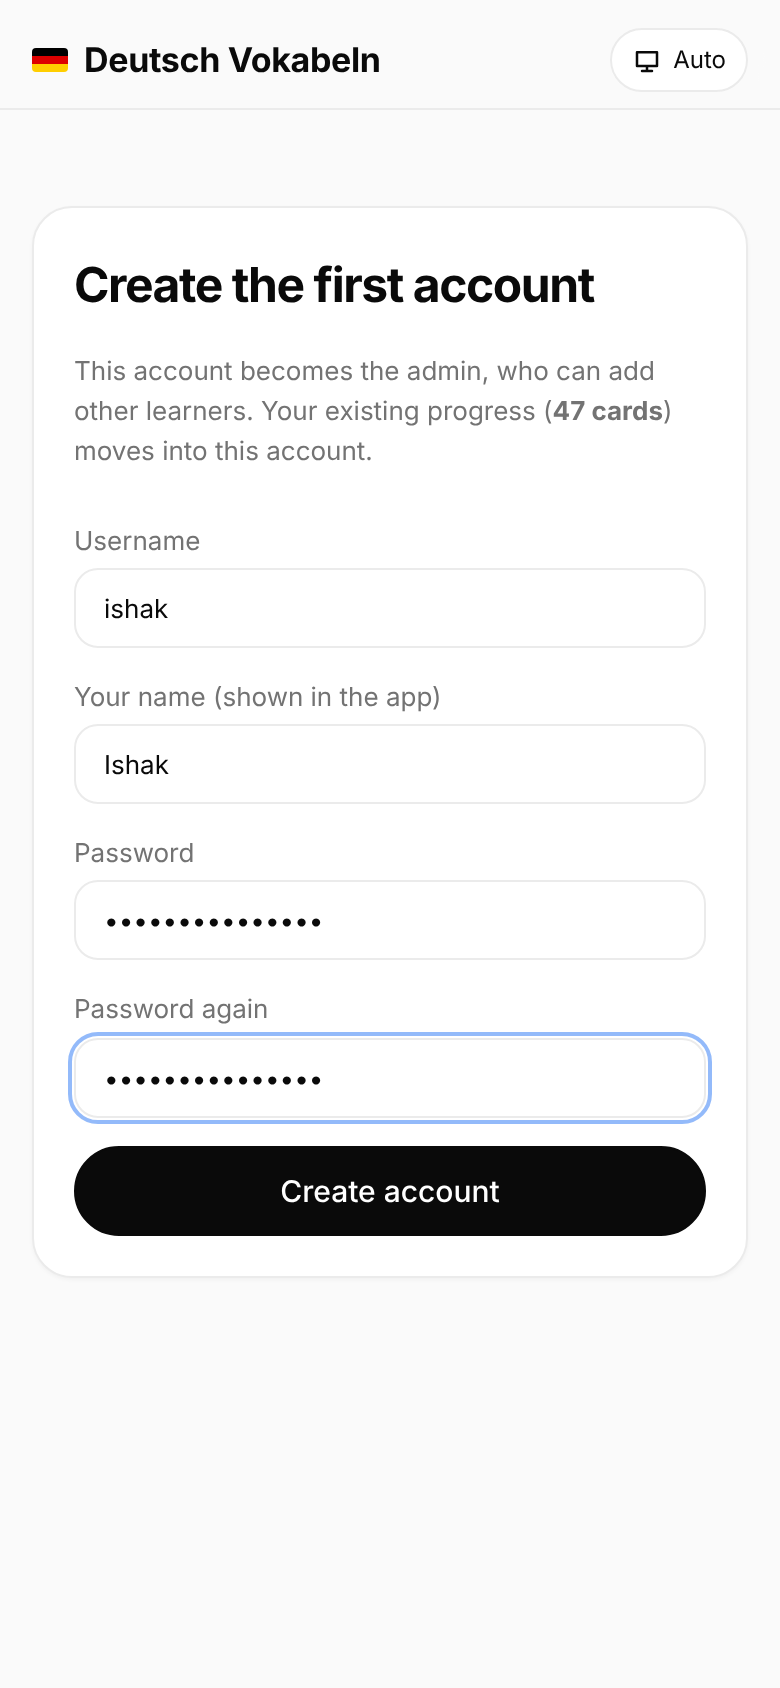 Deutsch Vokabeln
Auto
Create the first account
This account becomes the admin, who can add
other learners. Your existing progress (47 cards)
moves into this account.
Username
ishak
Your name (shown in the app)
Ishak
Password
•••••••••••••••
Password again
•••••••••••••••
Create account